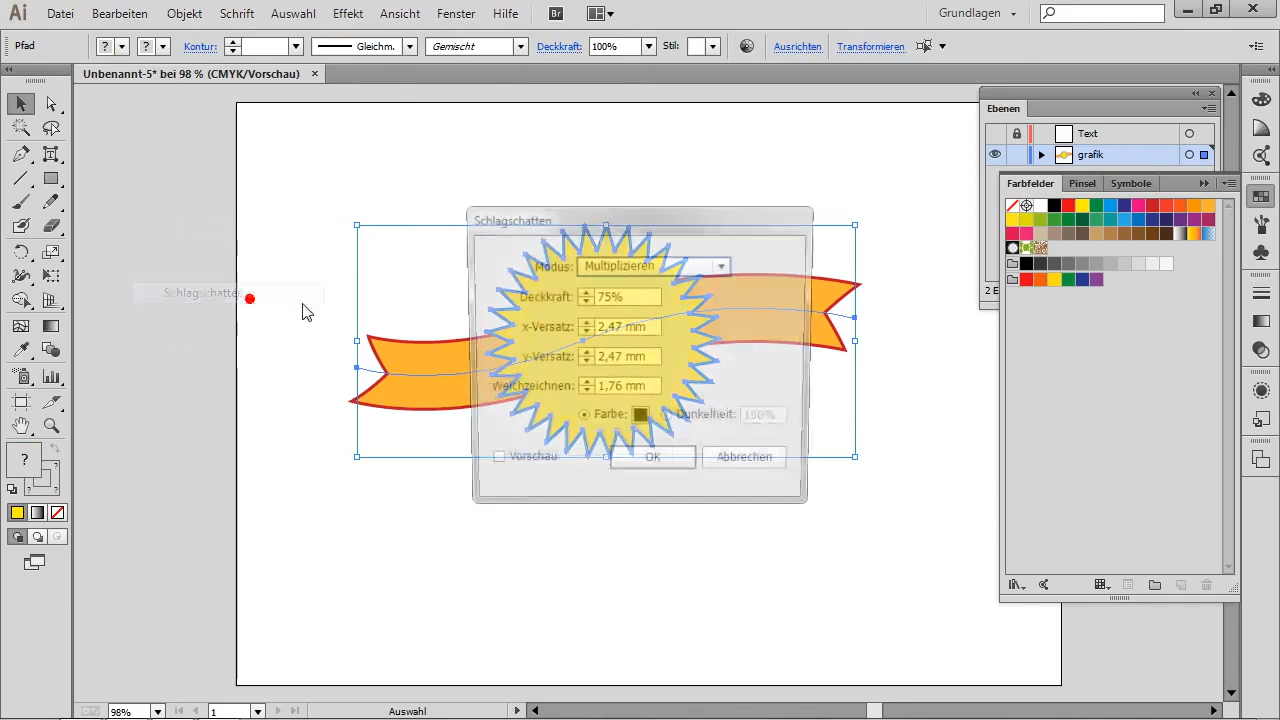 Ai Datei Bearbeiten Objekt Schrift Auswahl Effekt Ansicht Fenster Hilfe Br Grundlagen
Pfad ? ? Kontur: Gleichm. Gemischt Deckkraft: 100% Stil: Ausrichten Transformieren
Unbenannt-5* bei 98 % (CMYK/Vorschau)
Ebenen
Text
grafik
Farbfelder Pinsel Symbole
Schlagschatten
Modus: Multiplizieren
Deckkraft: 75%
x-Versatz: 2,47 mm
y-Versatz: 2,47 mm
Weichzeichnen: 1,76 mm
Farbe: Dunkelheit: 100%
Vorschau OK Abbrechen
Schlagschatten
2 E
?
98% 1 Auswahl